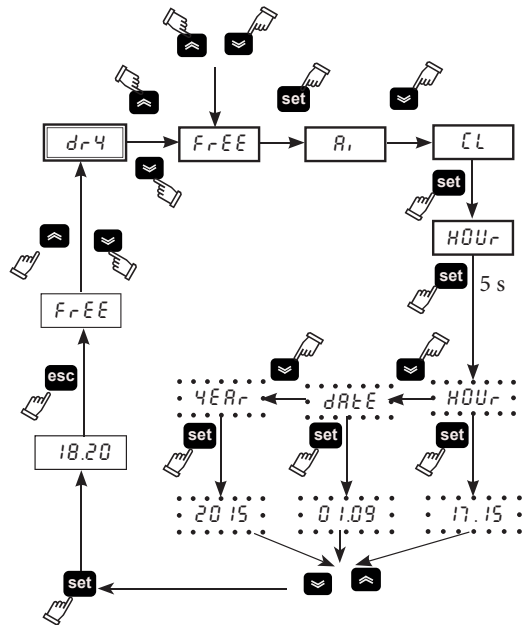 set
dr4 FrEE Ai CL
set
HOUr
set 5 s
FrEE
esc
YEAr dAtE HOUr
set set set
18.20
2015 01.09 17.15
set